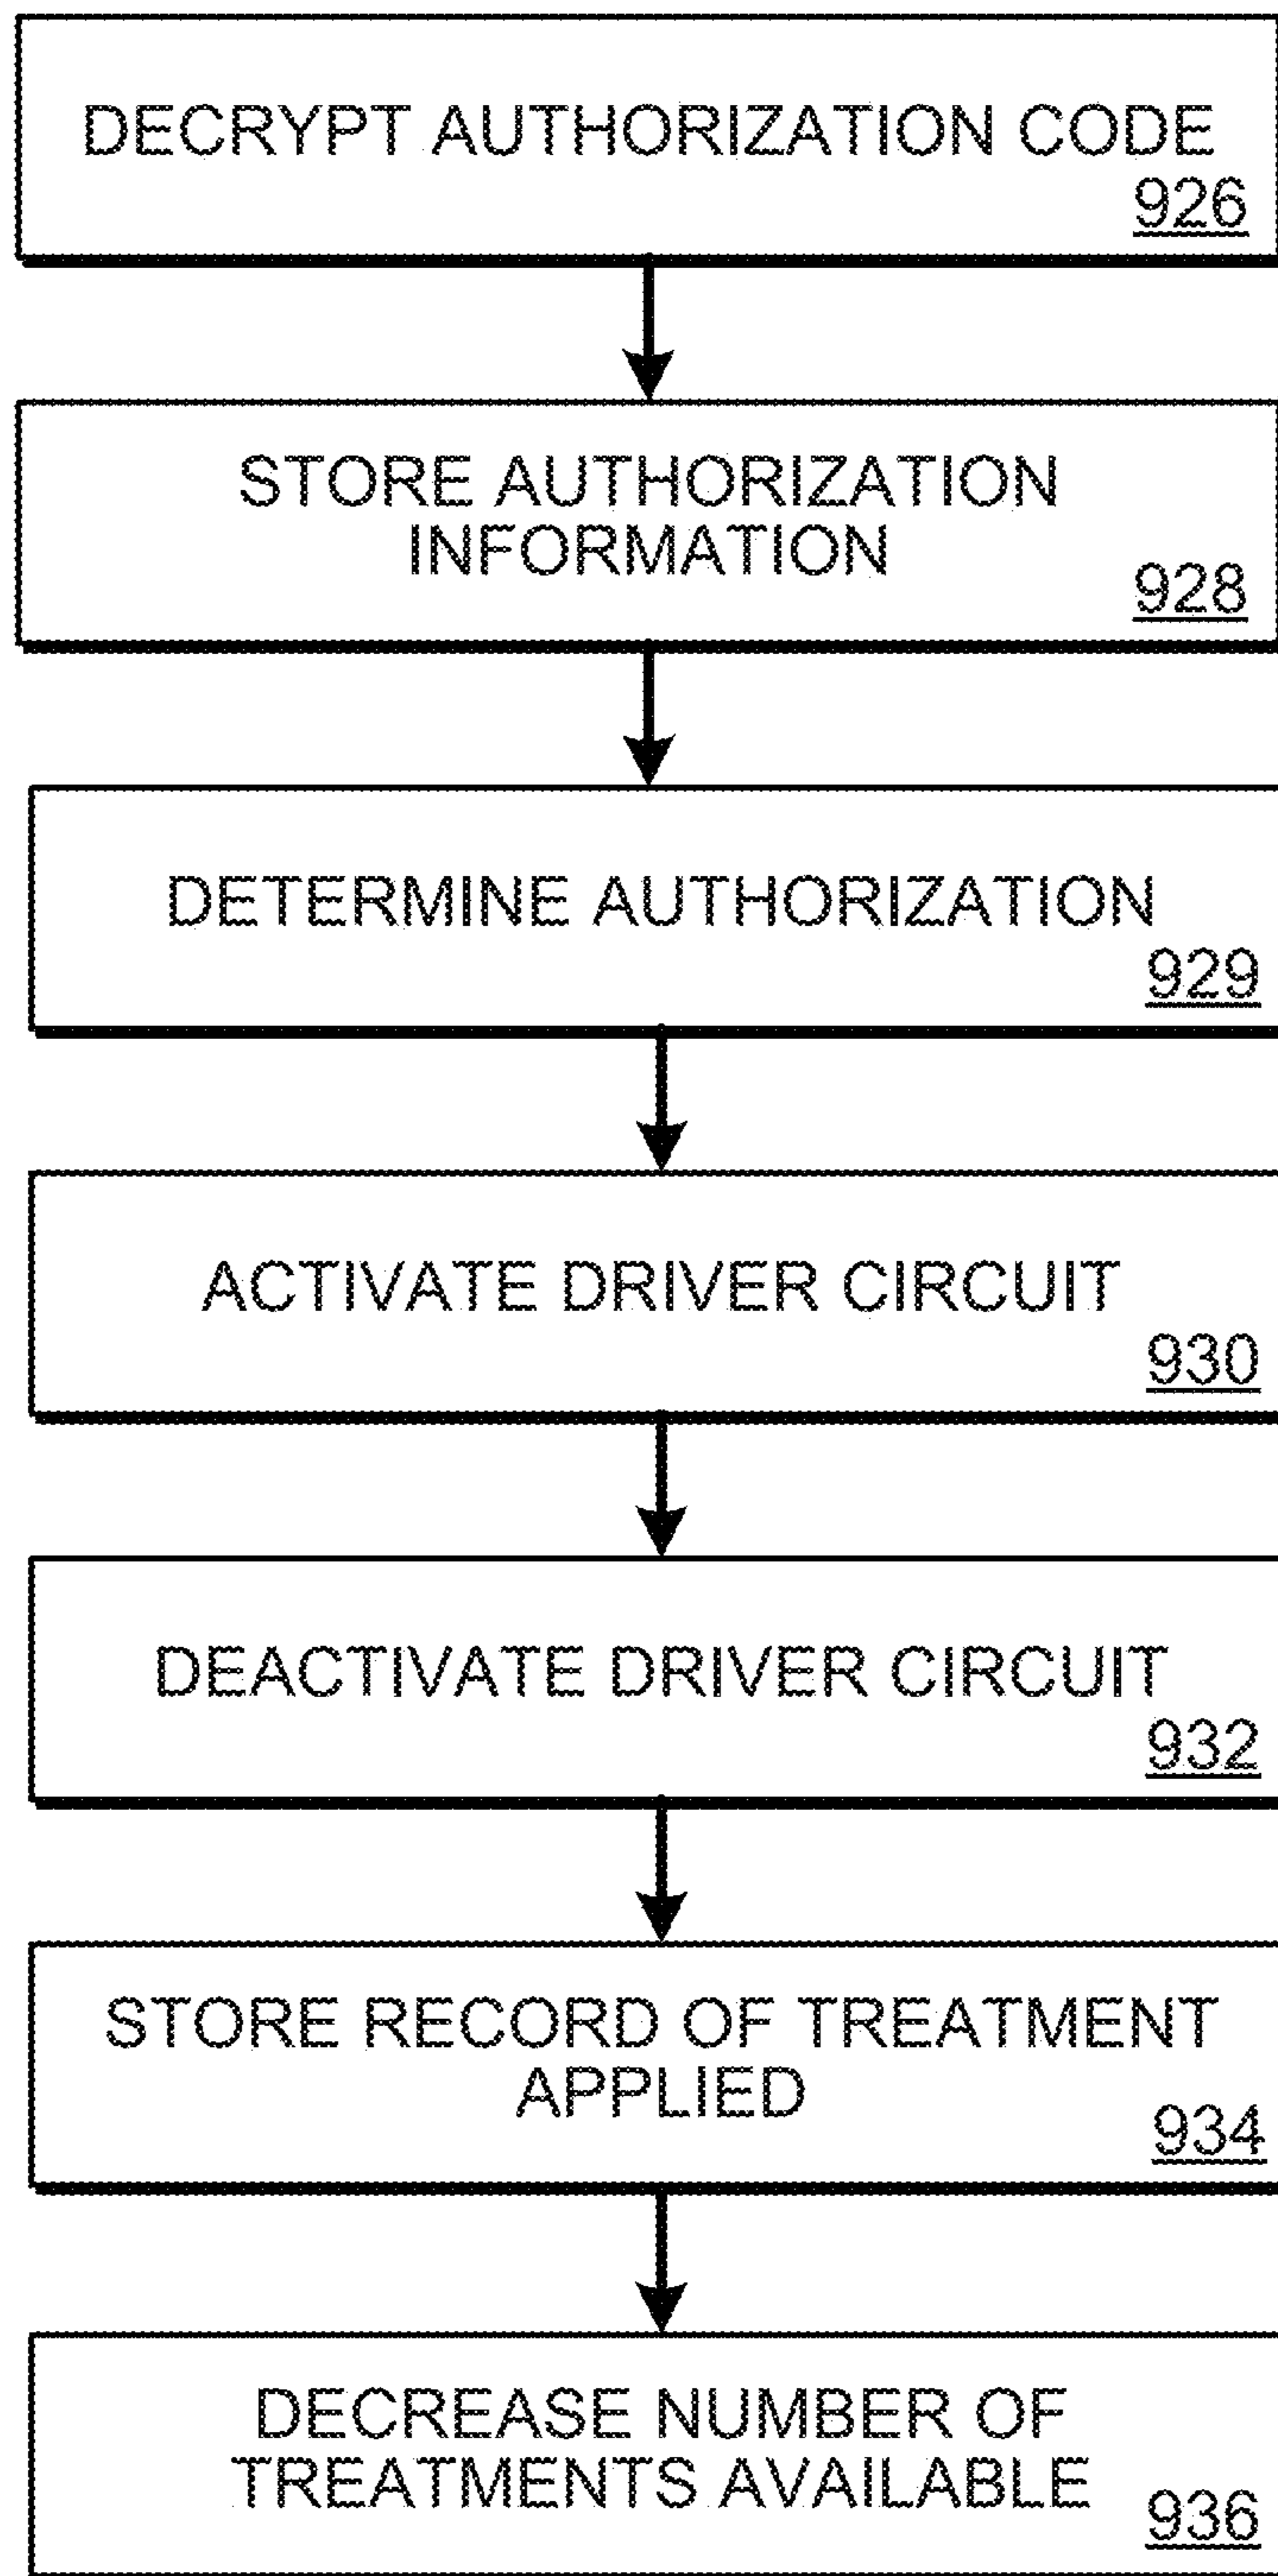 DECRYPT AUTHORIZATION CODE
926
STORE AUTHORIZATION
INFORMATION
928
DETERMINE AUTHORIZATION
929
ACTIVATE DRIVER CIRCUIT
930
DEACTIVATE DRIVER CIRCUIT
932
STORE RECORD OF TREATMENT
APPLIED
934
DECREASE NUMBER OF
TREATMENTS AVAILABLE
936